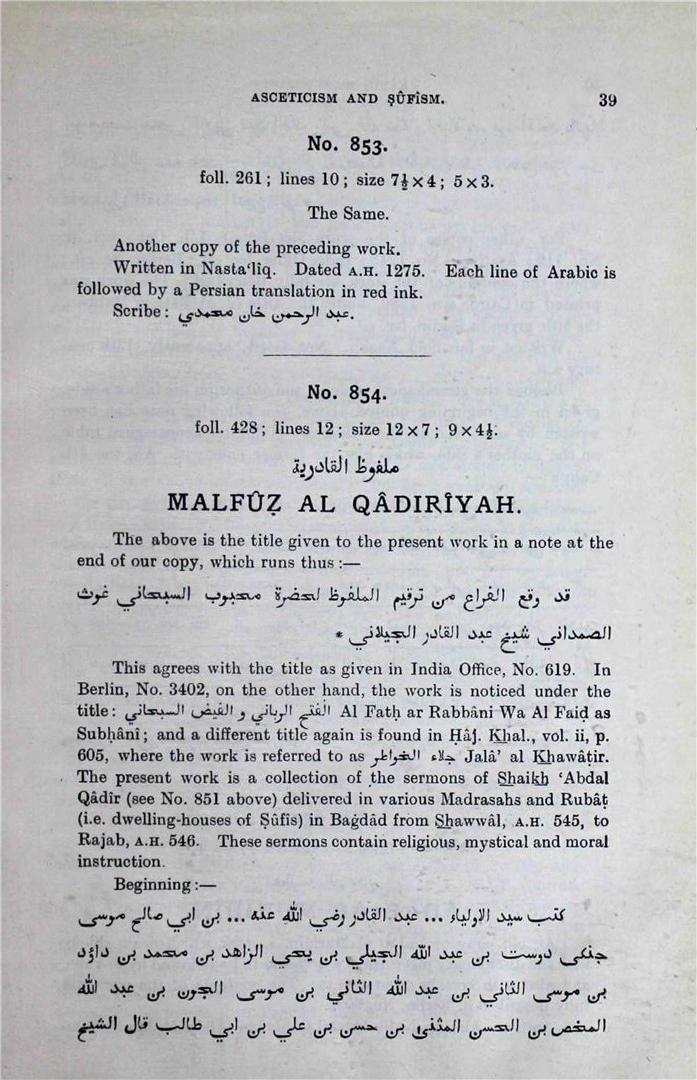 ASCETICISM AND ṢÛFÎSM. 39
No. 853.
foll. 261 ; lines 10 ; size 7½ × 4 ; 5 × 3.
The Same.
Another copy of the preceding work.
Written in Nasta‘lîq. Dated A.H. 1275. Each line of Arabic is
followed by a Persian translation in red ink.
Scribe : عبد الرحمن خان محمدي.
No. 854.
foll. 428 ; lines 12 ; size 12 × 7 ; 9 × 4½.
ملفوظ القادرية
MALFÛẒ AL QÂDIRÎYAH.
The above is the title given to the present work in a note at the
end of our copy, which runs thus :—
قد وقع الفراع من ترقيم الملفوظ لحضرة محبوب السبحاني غوث
الصمداني شيخ عبد القادر الجيلاني *
This agrees with the title as given in India Office, No. 619. In
Berlin, No. 3402, on the other hand, the work is noticed under the
title : الفتح الرباني و الفيض السبحاني Al Fatḥ ar Rabbâni Wa Al Faiḍ as
Subḥânî ; and a different title again is found in Ḥâj. Khal., vol. ii, p.
605, where the work is referred to as جلاء الخواطر Jalâ’ al Khawâṭir.
The present work is a collection of the sermons of Shaikh ‘Abdal
Qâdîr (see No. 851 above) delivered in various Madrasahs and Rubâṭ
(i.e. dwelling-houses of Ṣûfîs) in Baġdâd from Shawwâl, A.H. 545, to
Rajab, A.H. 546. These sermons contain religious, mystical and moral
instruction.
Beginning :—
كتب سيد الاولياء ... عبد القادر رضي الله عنه ... بن ابي صالح موسى
جنكى دوست بن عبد الله الجيلي بن يحيى الزاهد بن محمد بن داؤد
بن موسى الثاني بن عبد الله الثاني بن موسى الجون بن عبد الله
المخص بن الحسن المثنى بن حسن بن علي بن ابي طالب قال الشيخ